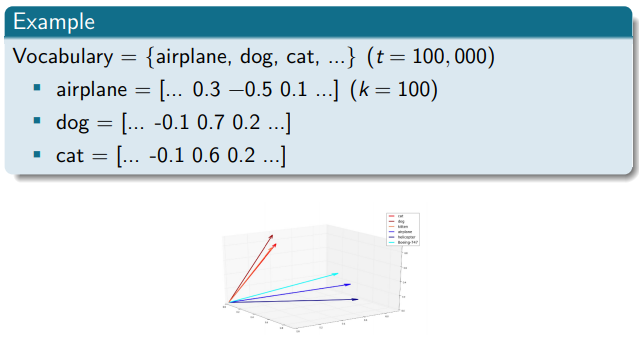 Example
Vocabulary = {airplane, dog, cat, ...} (t = 100,000)
▪ airplane = [... 0.3 −0.5 0.1 ...] (k = 100)
▪ dog = [... -0.1 0.7 0.2 ...]
▪ cat = [... -0.1 0.6 0.2 ...]
cat
dog
kitten
airplane
helicopter
Boeing-747